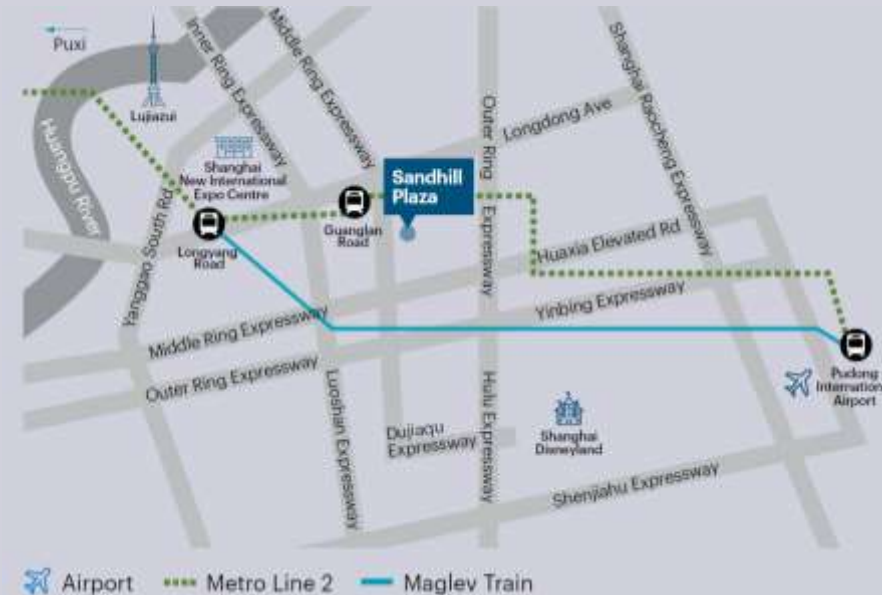 Puxi
Lujiazui
Huangpu River
Inner Ring Expressway
Middle Ring Expressway
Outer Ring Expressway
Shanghai Raocheng Expressway
Longdong Ave
Shanghai
New International
Expo Centre
Sandhill
Plaza
Yanggao South Rd
Longyang
Road
Guanglan
Road
Huaxia Elevated Rd
Yinbing Expressway
Middle Ring Expressway
Outer Ring Expressway
Luoshan Expressway
Hulu Expressway
Dujiaqu
Expressway
Shanghai
Disneyland
Pudong
Internationa
Airport
Shenjiahu Expressway
Airport
Metro Line 2
Maglev Train